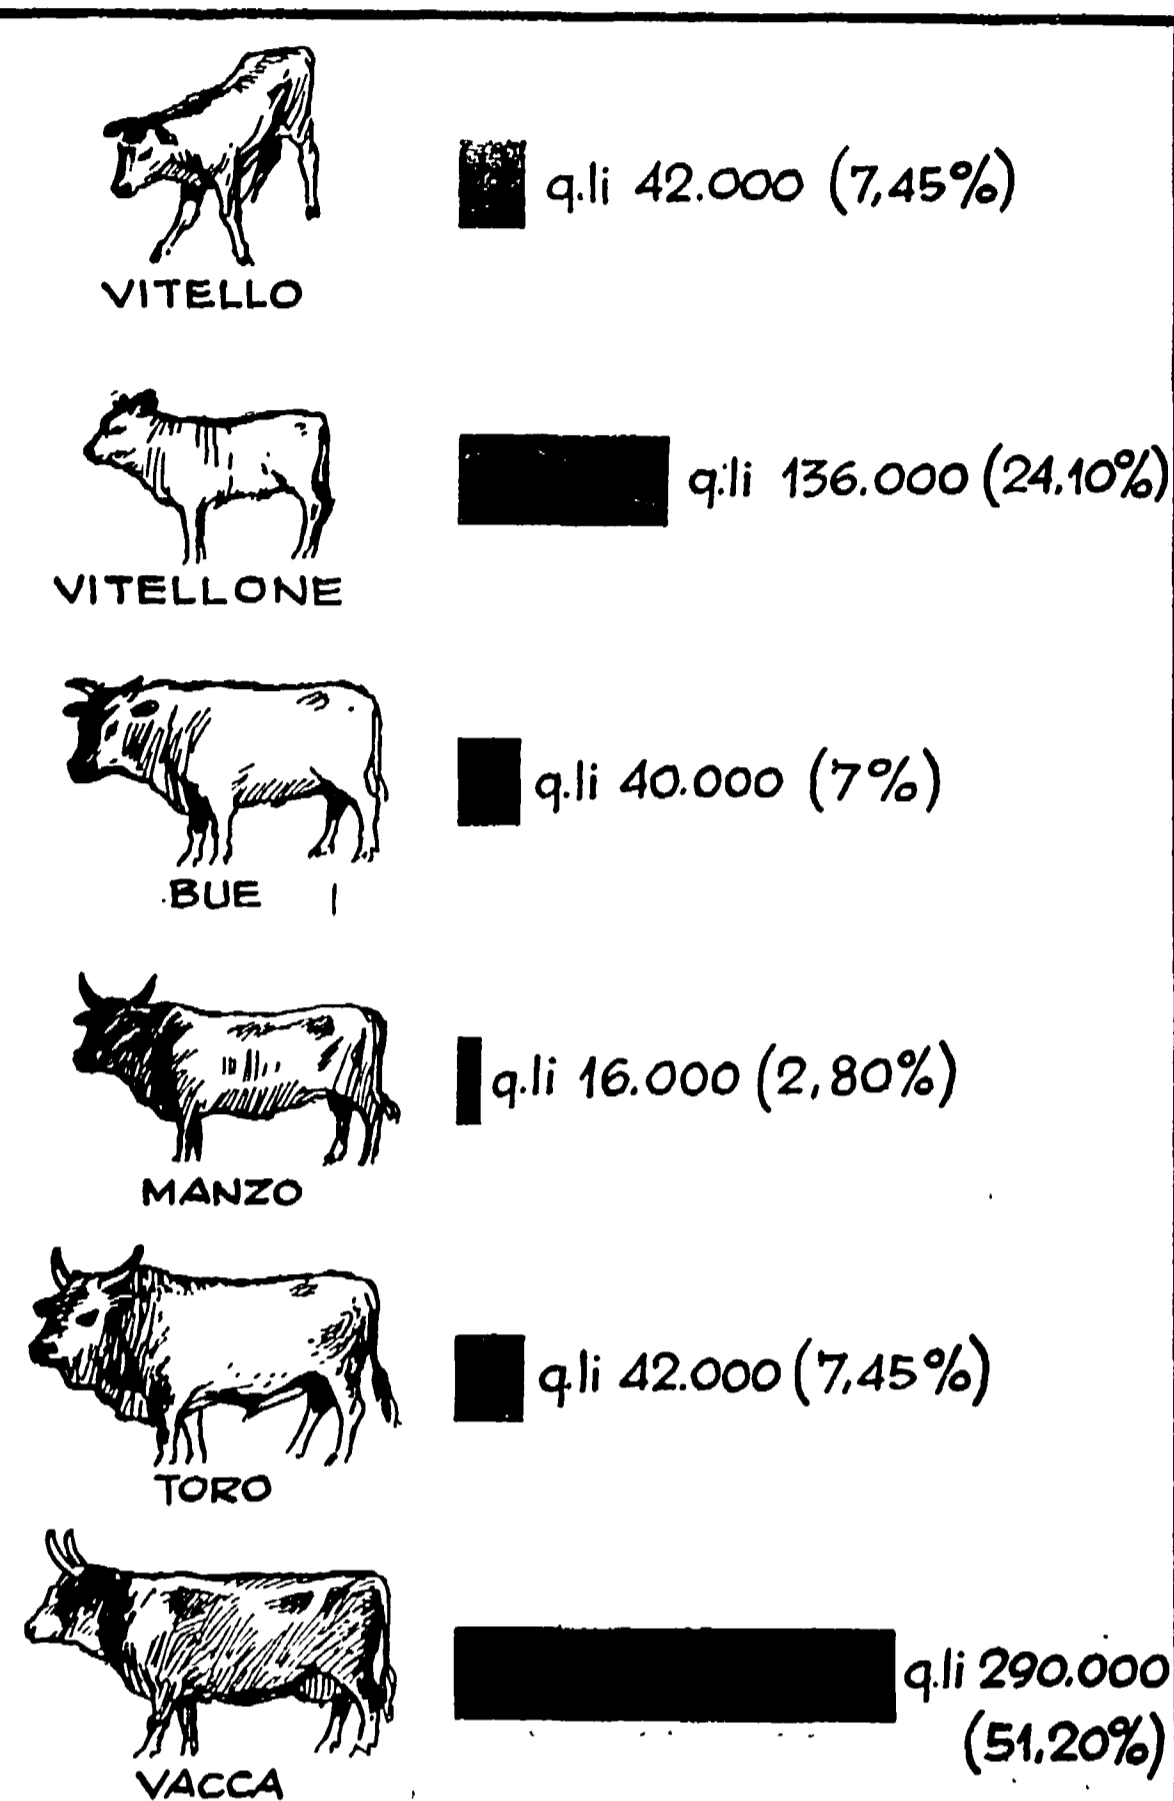 q.li 42.000 (7,45%)
VITELLO
q.li 136.000 (24.10%)
VITELLONE
q.li 40.000 (7%)
BUE
q.li 16.000 (2,80%)
MANZO
q.li 42.000 (7,45%)
TORO
q.li 290.000
(51,20%)
VACCA